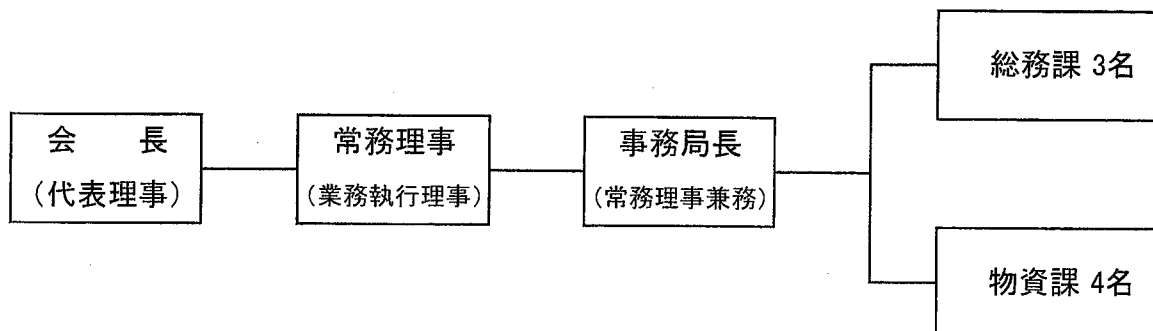 会　　長
（代表理事）
常務理事
（業務執行理事）
事務局長
（常務理事兼務）
総務課 3名
物資課 4名